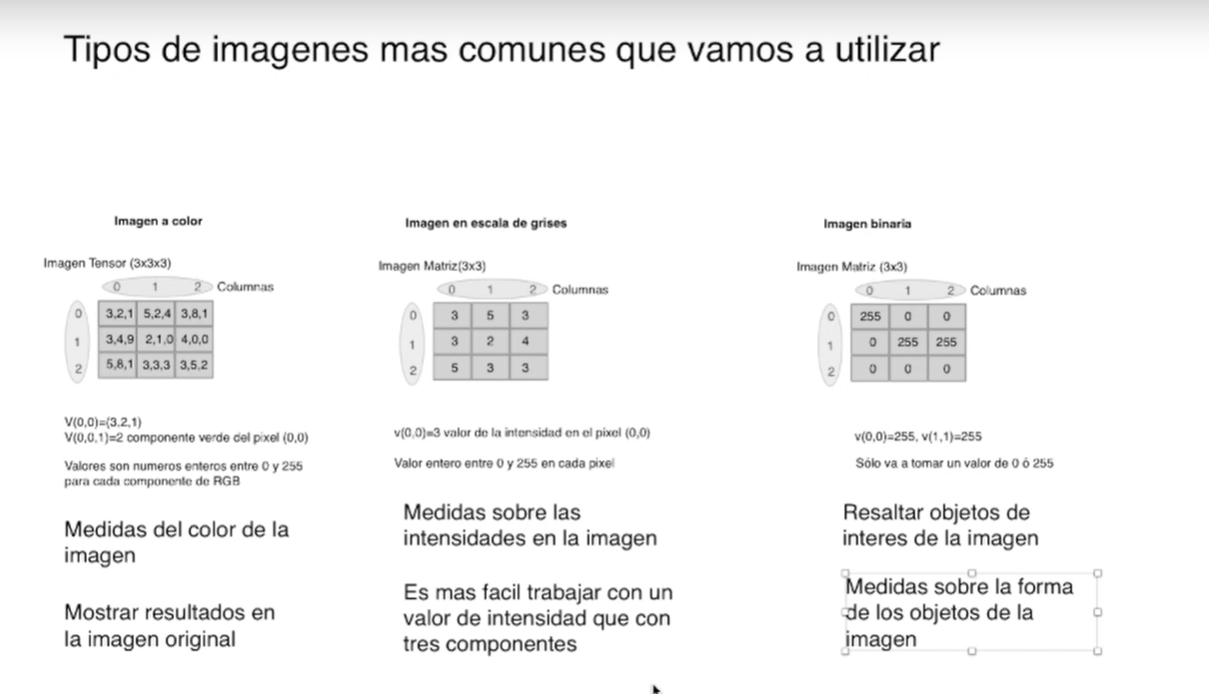 Tipos de imagenes mas comunes que vamos a utilizar
Imagen a color
Imagen Tensor (3x3x3)
0 1 2 Columnas
0 3,2,1 5,2,4 3,8,1
1 3,4,9 2,1,0 4,0,0
2 5,8,1 3,3,3 3,5,2
V(0,0)=(3,2,1)
V(0,0,1)=2 componente verde del pixel (0,0)
Valores son numeros enteros entre 0 y 255
para cada componente de RGB
Medidas del color de la
imagen
Mostrar resultados en
la imagen original
Imagen en escala de grises
Imagen Matriz(3x3)
0 1 2 Columnas
0 3 5 3
1 3 2 4
2 5 3 3
v(0,0)=3 valor de la intensidad en el pixel (0,0)
Valor entero entre 0 y 255 en cada pixel
Medidas sobre las
intensidades en la imagen
Es mas facil trabajar con un
valor de intensidad que con
tres componentes
Imagen binaria
Imagen Matriz (3x3)
0 1 2 Columnas
0 255 0 0
1 0 255 255
2 0 0 0
v(0,0)=255, v(1,1)=255
Sólo va a tomar un valor de 0 ó 255
Resaltar objetos de
interes de la imagen
Medidas sobre la forma
de los objetos de la
imagen